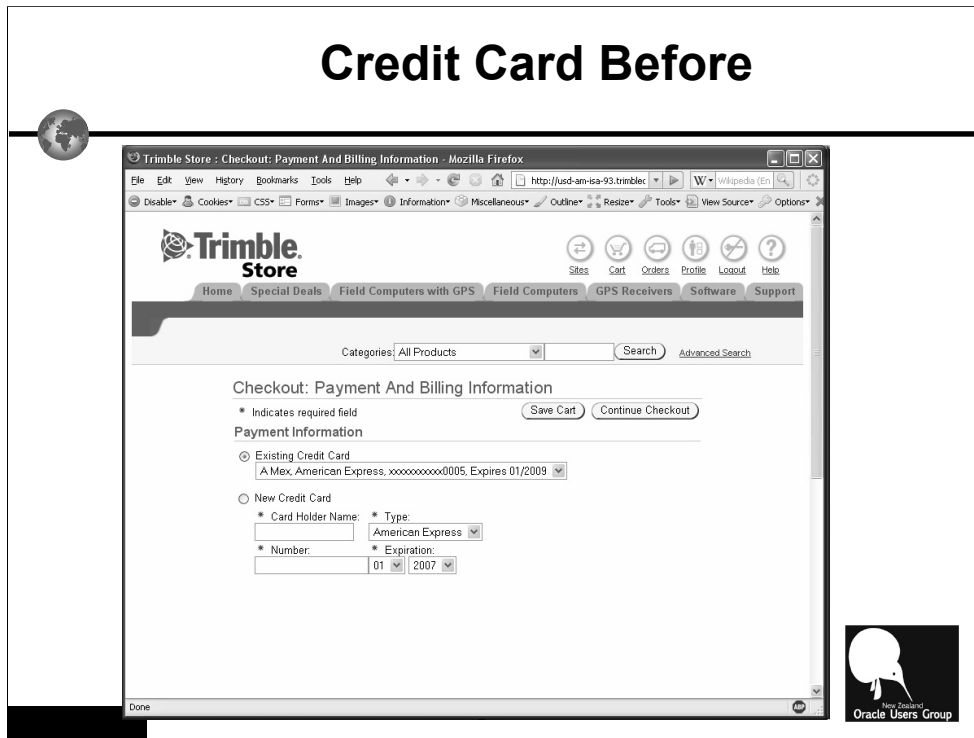 Credit Card Before
Trimble Store : Checkout: Payment And Billing Information - Mozilla Firefox
File Edit View History Bookmarks Tools Help http://usd-am-isa-93.trimblec W Wikipedia (En
Disable Cookies CSS Forms Images Information Miscellaneous Outline Resize Tools View Source Options
Trimble.
Store
Sites Cart Orders Profile Logout Help
Home Special Deals Field Computers with GPS Field Computers GPS Receivers Software Support
Categories: All Products Search Advanced Search
Checkout: Payment And Billing Information
* Indicates required field Save Cart Continue Checkout
Payment Information
Existing Credit Card
A Mex, American Express, xxxxxxxxxxx0005, Expires 01/2009
New Credit Card
* Card Holder Name: * Type:
American Express
* Number: * Expiration:
01 2007
Done ABP
New Zealand
Oracle Users Group